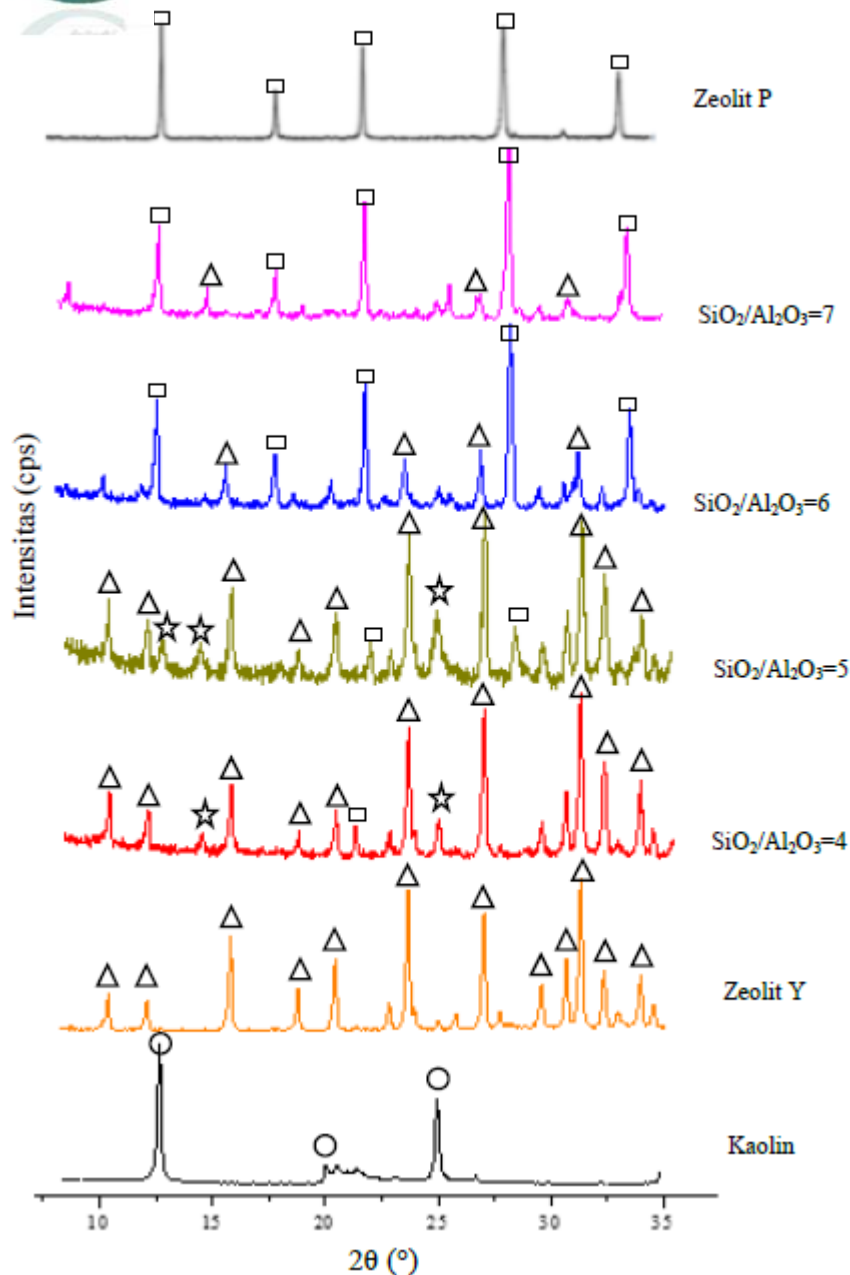 Zeolit P
SiO₂/Al₂O₃=7
SiO₂/Al₂O₃=6
Intensitas (cps)
SiO₂/Al₂O₃=5
SiO₂/Al₂O₃=4
Zeolit Y
Kaolin
10 15 20 25 30 35
2θ (°)